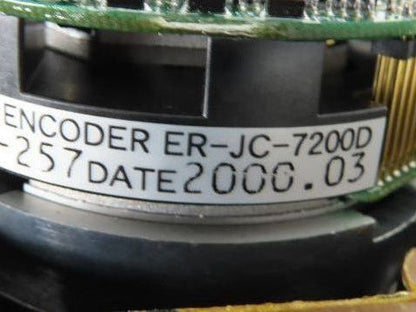 ENCODER ER-JC-7200D
-257 DATE 2000.03